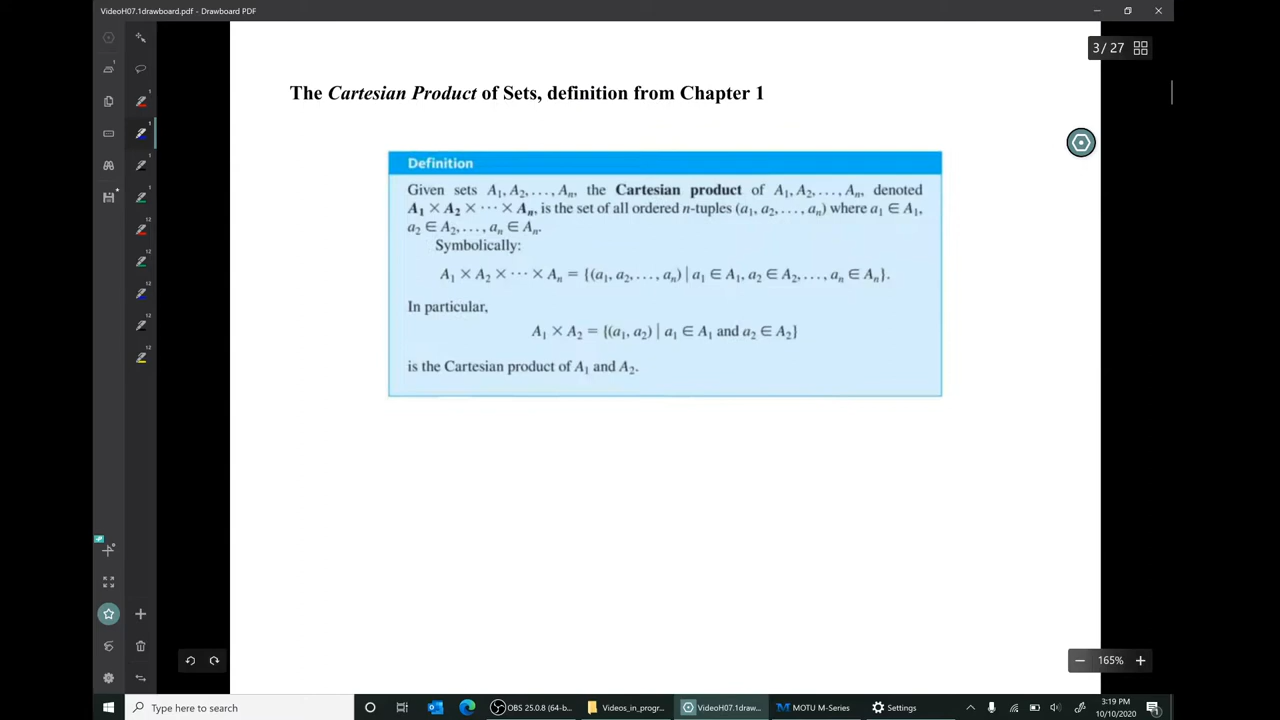 VideoH07.1drawboard.pdf - Drawboard PDF
3 / 27
The Cartesian Product of Sets, definition from Chapter 1
Definition
Given sets A₁, A₂, . . . , Aₙ, the Cartesian product of A₁, A₂, . . . , Aₙ, denoted
A₁ × A₂ × ··· × Aₙ, is the set of all ordered n-tuples (a₁, a₂, . . . , aₙ) where a₁ ∈ A₁,
a₂ ∈ A₂, . . . , aₙ ∈ Aₙ.
Symbolically:
A₁ × A₂ × ··· × Aₙ = {(a₁, a₂, . . . , aₙ) | a₁ ∈ A₁, a₂ ∈ A₂, . . . , aₙ ∈ Aₙ}.
In particular,
A₁ × A₂ = {(a₁, a₂) | a₁ ∈ A₁ and a₂ ∈ A₂}
is the Cartesian product of A₁ and A₂.
165%
Type here to search
OBS 25.0.8 (64-b...
Videos_in_progr...
VideoH07.1draw...
MOTU M-Series
Settings
3:19 PM
10/10/2020